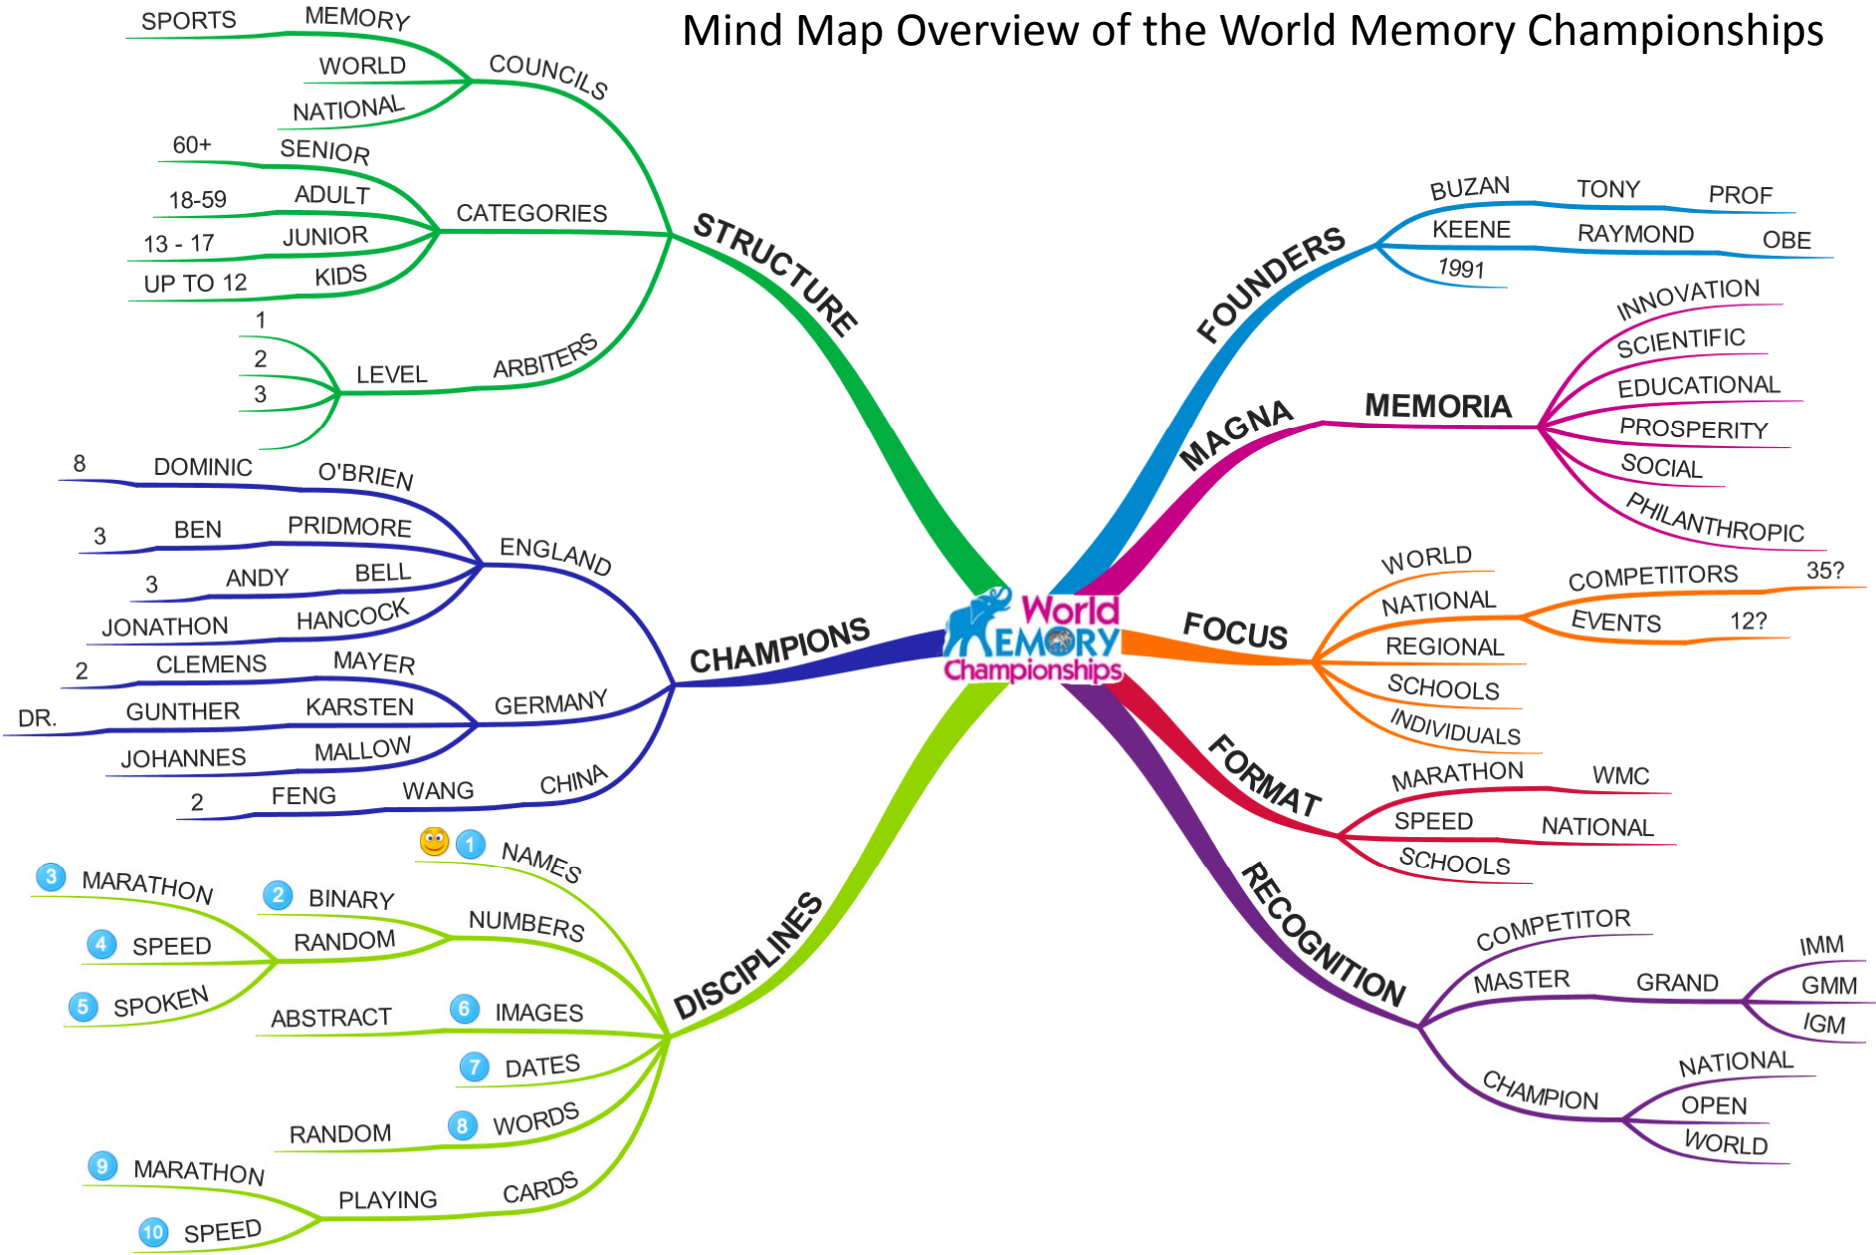 Mind Map Overview of the World Memory Championships
World
MEMORY
Championships
STRUCTURE
COUNCILS
MEMORY
SPORTS
WORLD
NATIONAL
CATEGORIES
SENIOR
60+
ADULT
18-59
JUNIOR
13 - 17
KIDS
UP TO 12
ARBITERS
LEVEL
1
2
3
CHAMPIONS
ENGLAND
O'BRIEN
DOMINIC
8
PRIDMORE
BEN
3
BELL
ANDY
3
HANCOCK
JONATHON
GERMANY
MAYER
CLEMENS
2
KARSTEN
GUNTHER
DR.
MALLOW
JOHANNES
CHINA
WANG
FENG
2
DISCIPLINES
1 NAMES
NUMBERS
2 BINARY
RANDOM
3 MARATHON
4 SPEED
5 SPOKEN
6 IMAGES
ABSTRACT
7 DATES
8 WORDS
RANDOM
CARDS
PLAYING
9 MARATHON
10 SPEED
FOUNDERS
BUZAN
TONY
PROF
KEENE
RAYMOND
OBE
1991
MAGNA
MEMORIA
INNOVATION
SCIENTIFIC
EDUCATIONAL
PROSPERITY
SOCIAL
PHILANTHROPIC
FOCUS
WORLD
NATIONAL
COMPETITORS
35?
EVENTS
12?
REGIONAL
SCHOOLS
INDIVIDUALS
FORMAT
MARATHON
WMC
SPEED
NATIONAL
SCHOOLS
RECOGNITION
COMPETITOR
MASTER
GRAND
IMM
GMM
IGM
CHAMPION
NATIONAL
OPEN
WORLD